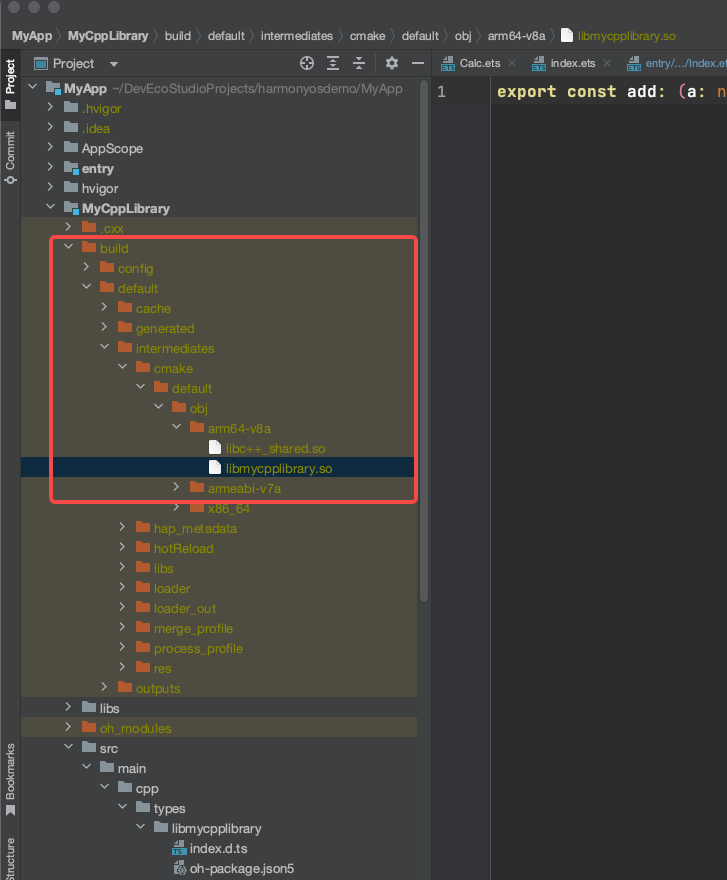 MyApp MyCppLibrary build default intermediates cmake default obj arm64-v8a libmycpplibrary.so
Project
Calc.ets index.ets entry/.../Index.et
Project
Commit
Bookmarks
Structure
MyApp ~/DevEcoStudioProjects/harmonyosdemo/MyApp
.hvigor
.idea
AppScope
entry
hvigor
MyCppLibrary
.cxx
build
config
default
cache
generated
intermediates
cmake
default
obj
arm64-v8a
libc++_shared.so
libmycpplibrary.so
armeabi-v7a
x86_64
hap_metadata
hotReload
libs
loader
loader_out
merge_profile
process_profile
res
outputs
libs
oh_modules
src
main
cpp
types
libmycpplibrary
index.d.ts
oh-package.json5
1 export const add: (a: n